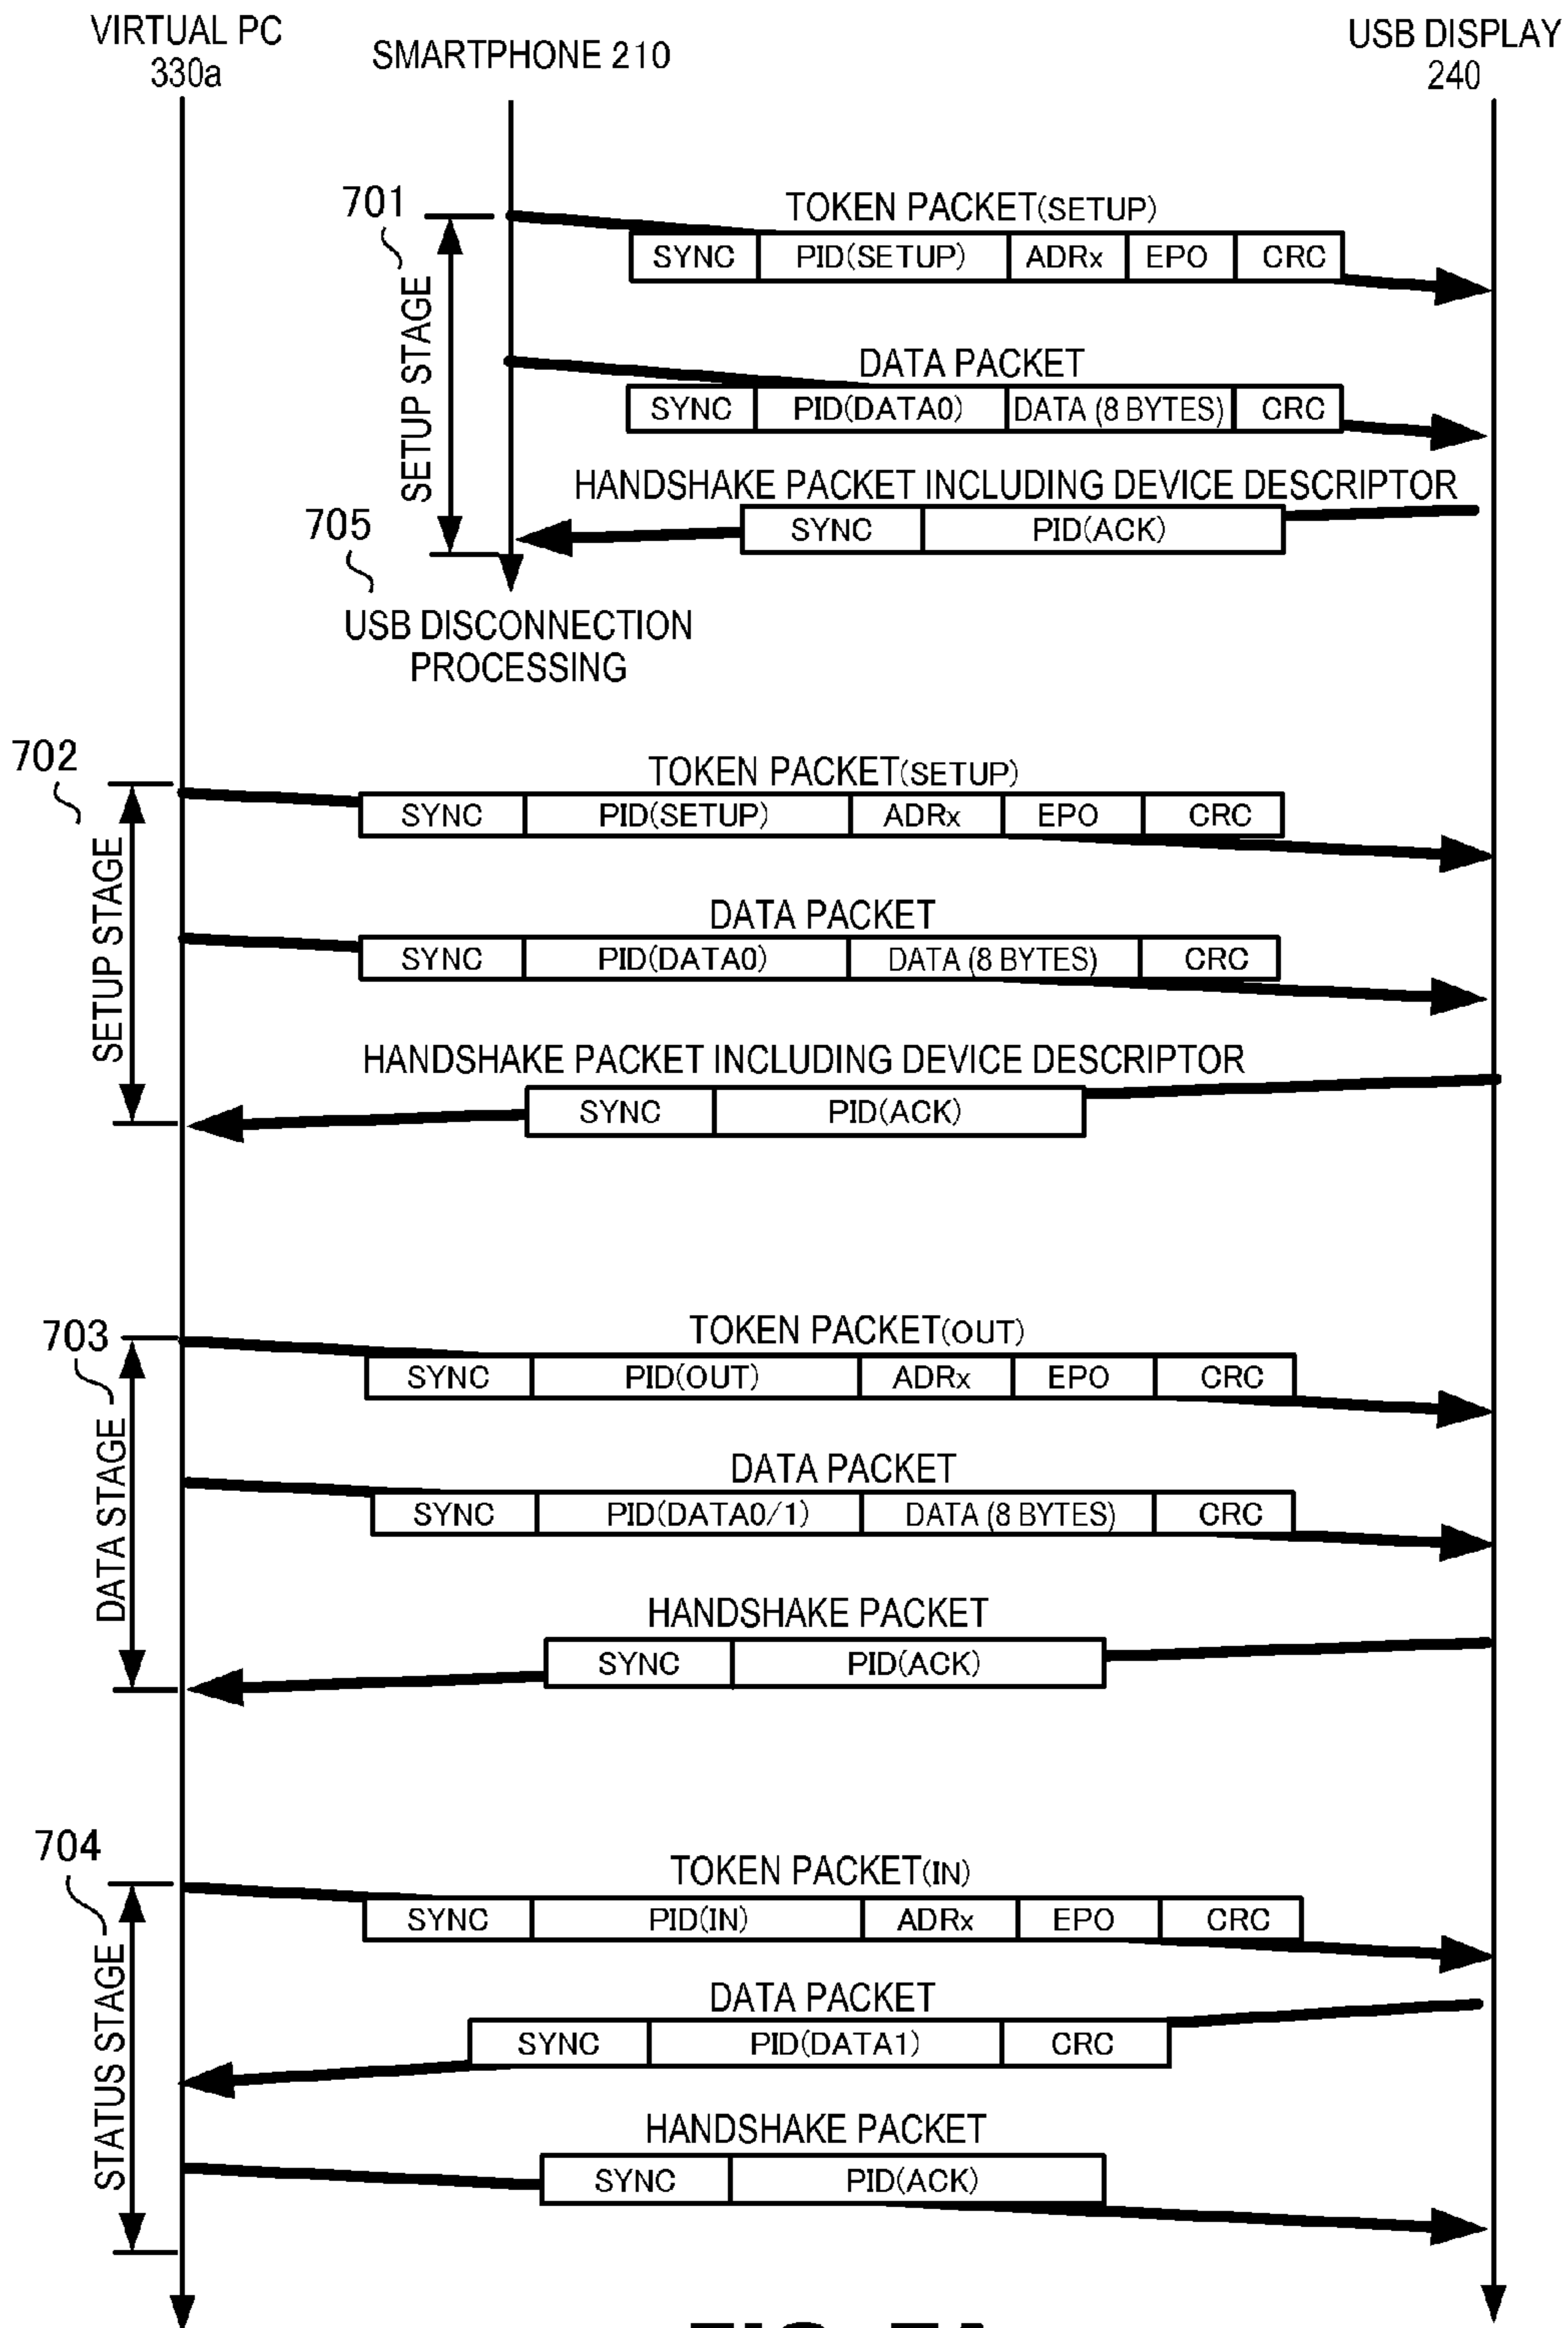 VIRTUAL PC
330a
SMARTPHONE 210
USB DISPLAY
240
701
SETUP STAGE
TOKEN PACKET(SETUP)
SYNC PID(SETUP) ADRx EPO CRC
DATA PACKET
SYNC PID(DATA0) DATA (8 BYTES) CRC
HANDSHAKE PACKET INCLUDING DEVICE DESCRIPTOR
SYNC PID(ACK)
705
USB DISCONNECTION
PROCESSING
702
SETUP STAGE
TOKEN PACKET(SETUP)
SYNC PID(SETUP) ADRx EPO CRC
DATA PACKET
SYNC PID(DATA0) DATA (8 BYTES) CRC
HANDSHAKE PACKET INCLUDING DEVICE DESCRIPTOR
SYNC PID(ACK)
703
DATA STAGE
TOKEN PACKET(OUT)
SYNC PID(OUT) ADRx EPO CRC
DATA PACKET
SYNC PID(DATA0/1) DATA (8 BYTES) CRC
HANDSHAKE PACKET
SYNC PID(ACK)
704
STATUS STAGE
TOKEN PACKET(IN)
SYNC PID(IN) ADRx EPO CRC
DATA PACKET
SYNC PID(DATA1) CRC
HANDSHAKE PACKET
SYNC PID(ACK)